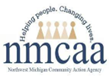 Helping people. Changing lives.
nmcaa
Northwest Michigan Community Action Agency